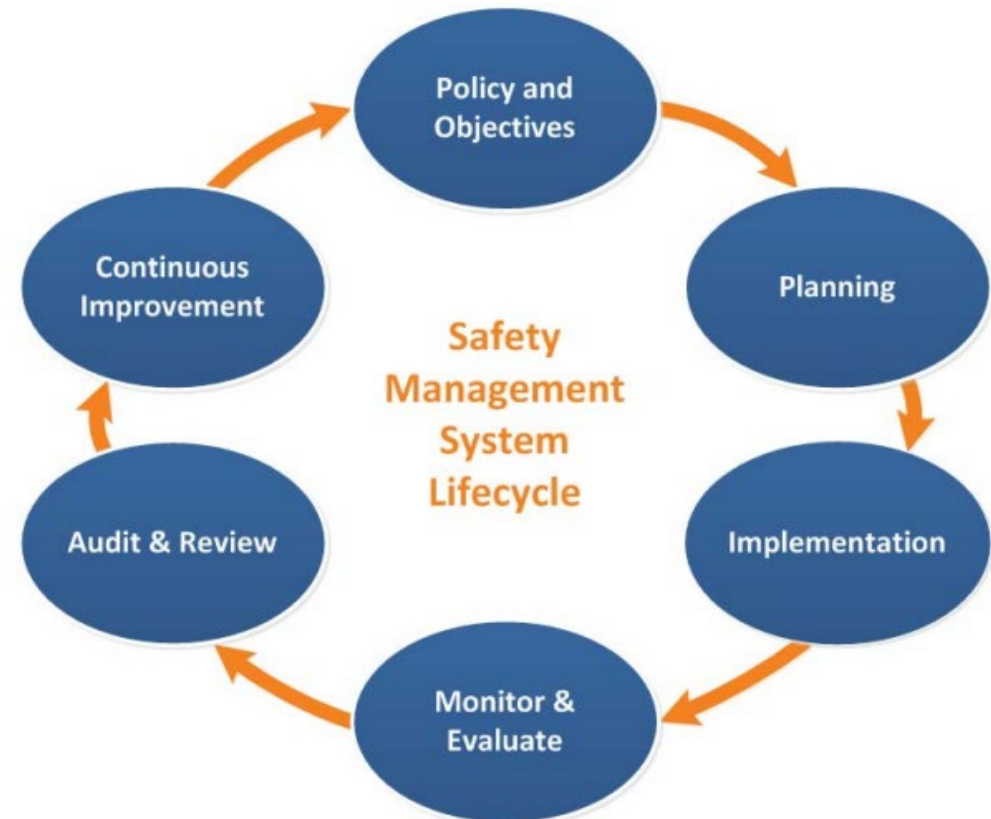 Policy and
Objectives
Planning
Implementation
Monitor &
Evaluate
Audit & Review
Continuous
Improvement
Safety
Management
System
Lifecycle